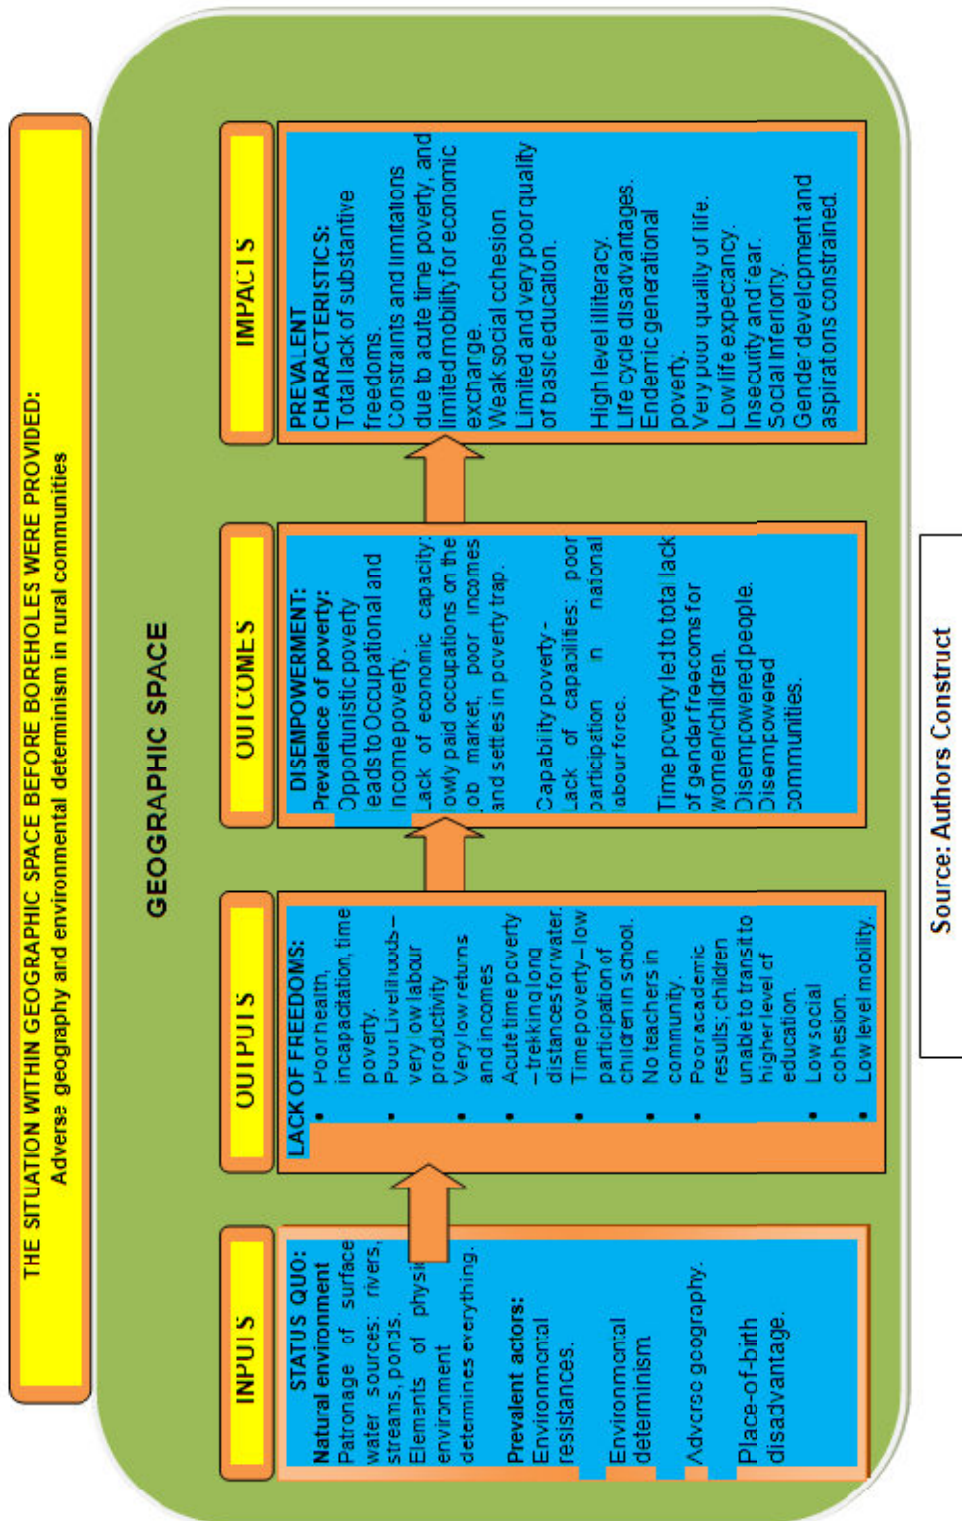 THE SITUATION WITHIN GEOGRAPHIC SPACE BEFORE BOREHOLES WERE PROVIDED:
Adverse geography and environmental determinism in rural communities
GEOGRAPHIC SPACE
INPUTS
STATUS QUO:
Natural environment
Patronage of surface
water sources: rivers,
streams, ponds.
Elements of physic
environment
determines everything.
Prevalent actors:
Environmental
resistances.
Environmental
determinism
Adverse geography.
Place-of-birth
disadvantage.
OUTPUTS
LACK OF FREEDOMS:
• Poor health,
incapacitation, time
poverty.
• Poor Livelihoods –
very low labour
productivity
• Very low returns
and incomes
• Acute time poverty
– trekking long
distances for water.
• Time poverty – low
participation of
children in school.
• No teachers in
community.
• Poor academic
results; children
unable to transit to
higher level of
education.
• Low social
cohesion.
• Low level mobility.
OUTCOMES
DISEMPOWERMENT:
Prevalence of poverty:
Opportunistic poverty
leads to Occupational and
income poverty.
Lack of economic capacity:
lowly paid occupations on the
job market, poor incomes
and settles in poverty trap.
Capability poverty –
Lack of capabilities; poor
participation in national
labour force.
Time poverty led to total lack
of gender freedoms for
women/children.
Disempowered people.
Disempowered
communities.
IMPACTS
PREVALENT
CHARACTERISTICS:
Total lack of substantive
freedoms.
Constraints and limitations
due to acute time poverty, and
limited mobility for economic
exchange.
Weak social cohesion
Limited and very poor quality
of basic education.
High level illiteracy.
Life cycle disadvantages.
Endemic generational
poverty.
Very poor quality of life.
Low life expectancy.
Insecurity and fear.
Social Inferiority.
Gender development and
aspirations constrained.
Source: Authors Construct